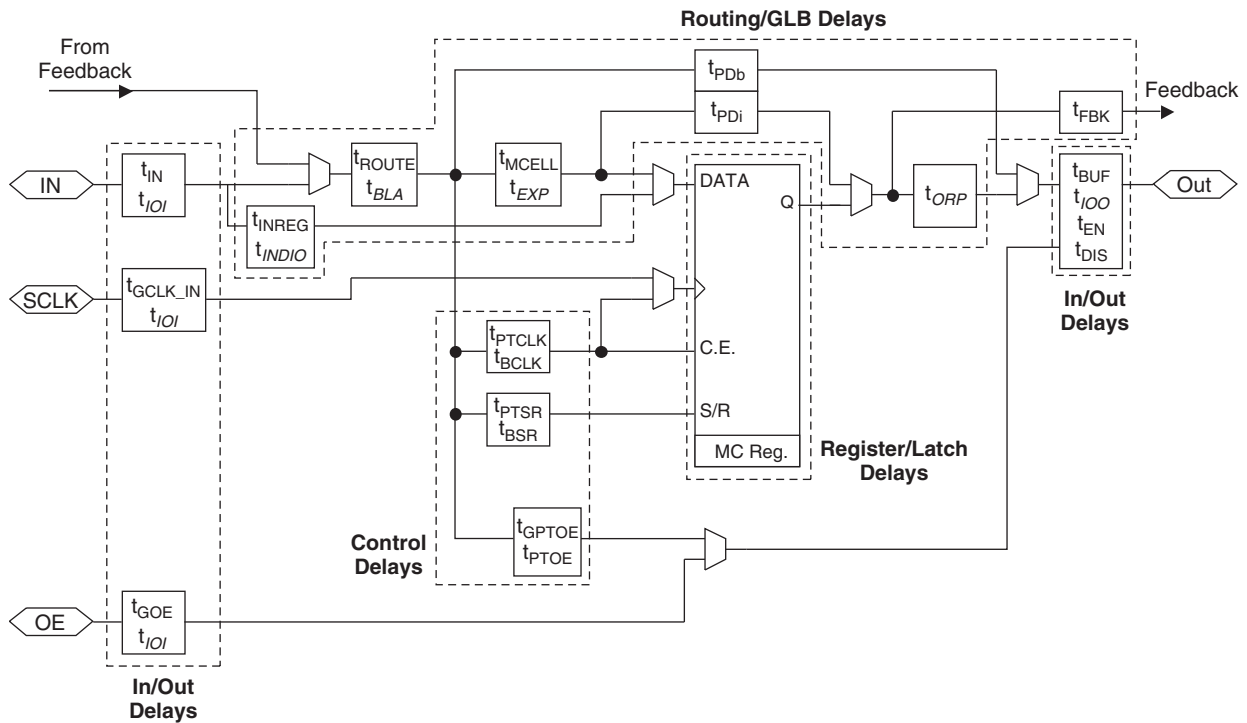 Routing/GLB Delays
From
Feedback
tPDb
tPDi
tFBK
Feedback
IN
tIN
tIOI
tROUTE
tBLA
tMCELL
tEXP
DATA
Q
tORP
tBUF
tIOO
tEN
tDIS
Out
tINREG
tINDIO
SCLK
tGCLK_IN
tIOI
In/Out
Delays
tPTCLK
tBCLK
C.E.
tPTSR
tBSR
S/R
MC Reg.
Register/Latch
Delays
Control
Delays
tGPTOE
tPTOE
OE
tGOE
tIOI
In/Out
Delays